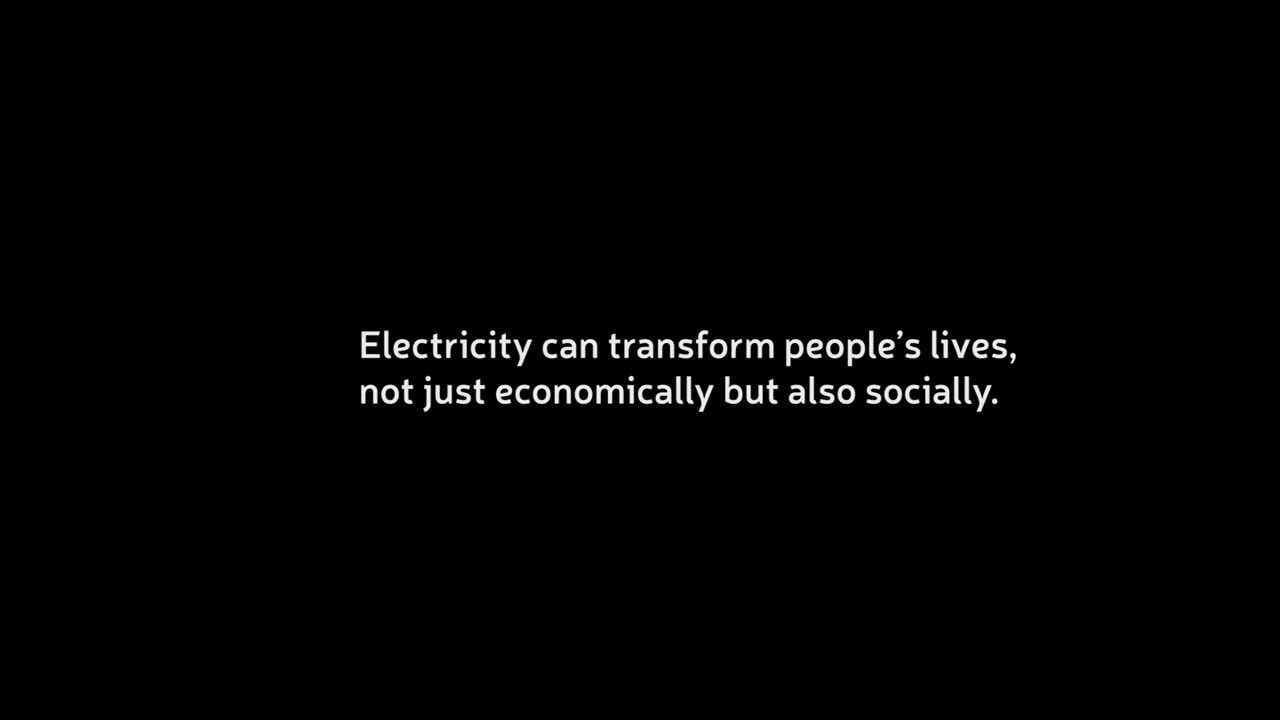 Electricity can transform people’s lives,
not just economically but also socially.